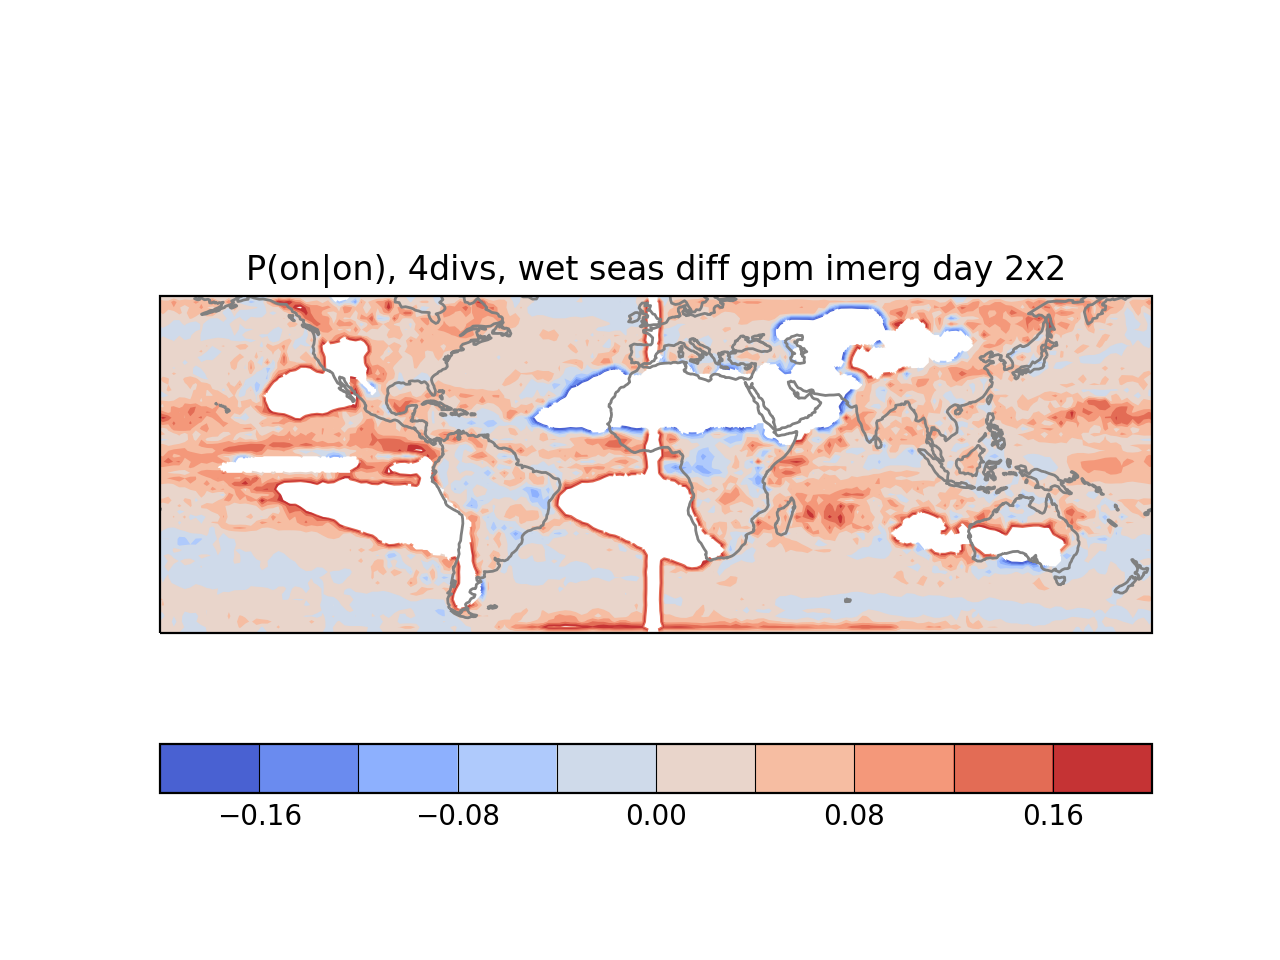 P(on|on), 4divs, wet seas diff gpm imerg day 2x2
−0.16 −0.08 0.00 0.08 0.16